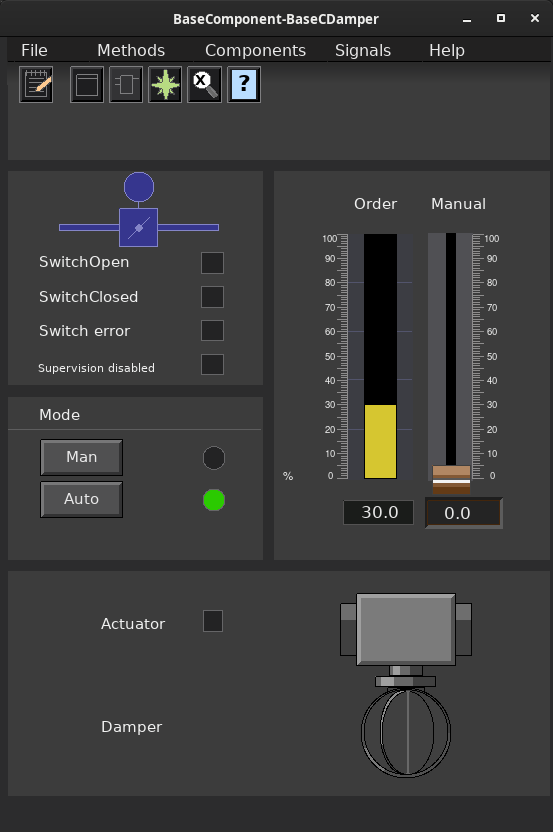 BaseComponent-BaseCDamper
File Methods Components Signals Help
X ?
Order Manual
SwitchOpen
SwitchClosed
Switch error
Supervision disabled
100 100
90 90
80 80
70 70
60 60
50 50
40 40
30 30
20 20
10 10
% 0 0
30.0 0.0
Mode
Man
Auto
Actuator
Damper